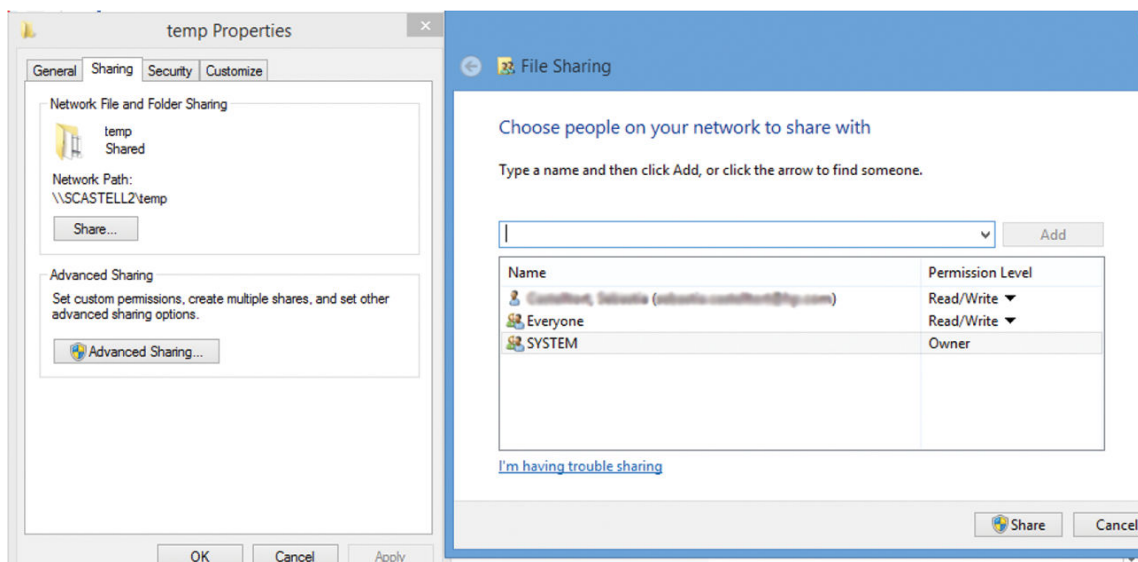 temp Properties
General Sharing Security Customize
Network File and Folder Sharing
temp
Shared
Network Path:
\\SCASTELL2\temp
Share...
Advanced Sharing
Set custom permissions, create multiple shares, and set other
advanced sharing options.
Advanced Sharing...
OK Cancel Apply
File Sharing
Choose people on your network to share with
Type a name and then click Add, or click the arrow to find someone.
Add
Name Permission Level
Read/Write
Everyone Read/Write
SYSTEM Owner
I'm having trouble sharing
Share Cancel